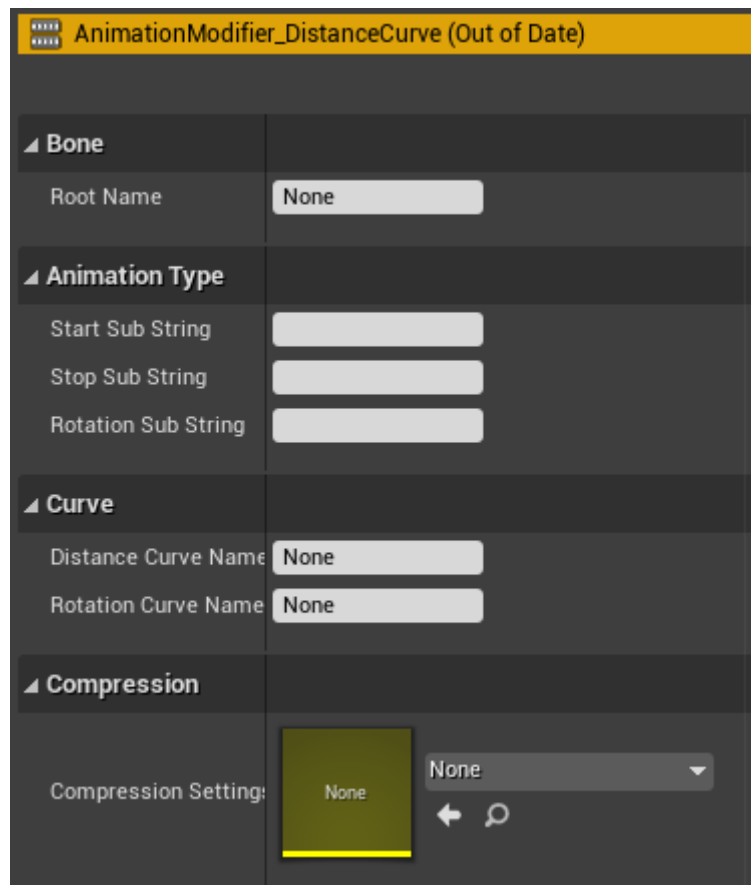 AnimationModifier_DistanceCurve (Out of Date)
Bone
Root Name None
Animation Type
Start Sub String
Stop Sub String
Rotation Sub String
Curve
Distance Curve Name None
Rotation Curve Name None
Compression
Compression Settings None None